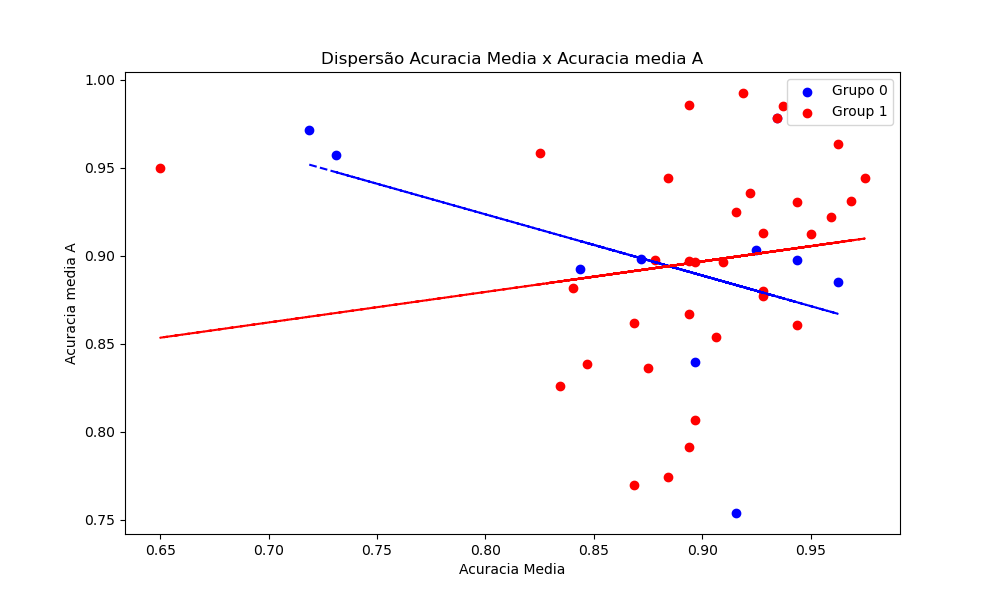 Dispersão Acuracia Media x Acuracia media A
Grupo 0
Group 1
Acuracia media A
1.00
0.95
0.90
0.85
0.80
0.75
0.65
0.70
0.75
0.80
0.85
0.90
0.95
Acuracia Media